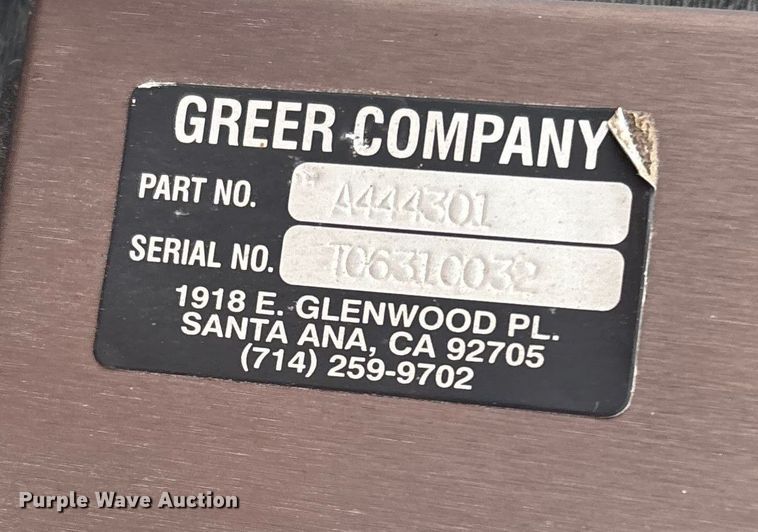 GREER COMPANY
PART NO. A444301
SERIAL NO. TC6310032
1918 E. GLENWOOD PL.
SANTA ANA, CA 92705
(714) 259-9702
Purple Wave Auction